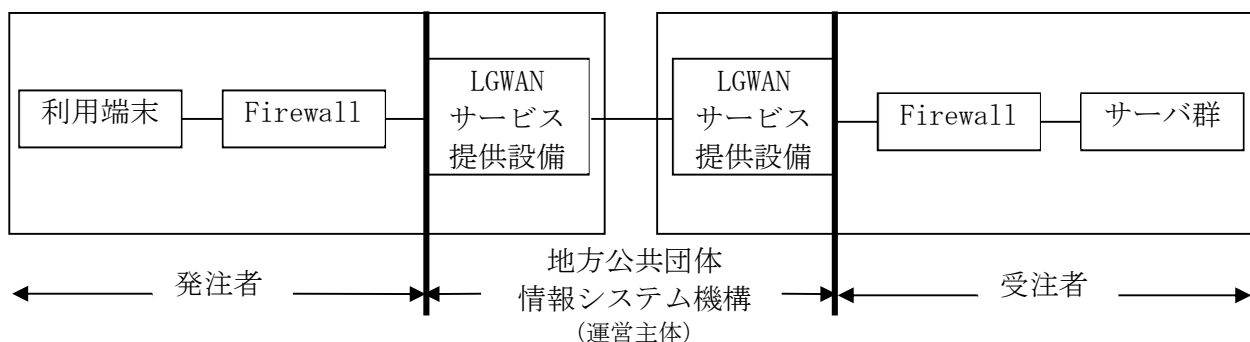 利用端末
Firewall
LGWAN
サービス
提供設備
LGWAN
サービス
提供設備
Firewall
サーバ群
発注者
地方公共団体
情報システム機構
(運営主体)
受注者